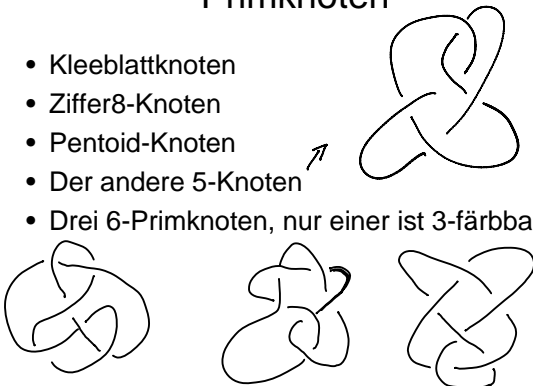 Primknoten
• Kleeblattknoten
• Ziffer8-Knoten
• Pentoid-Knoten
• Der andere 5-Knoten
• Drei 6-Primknoten, nur einer ist 3-färbba